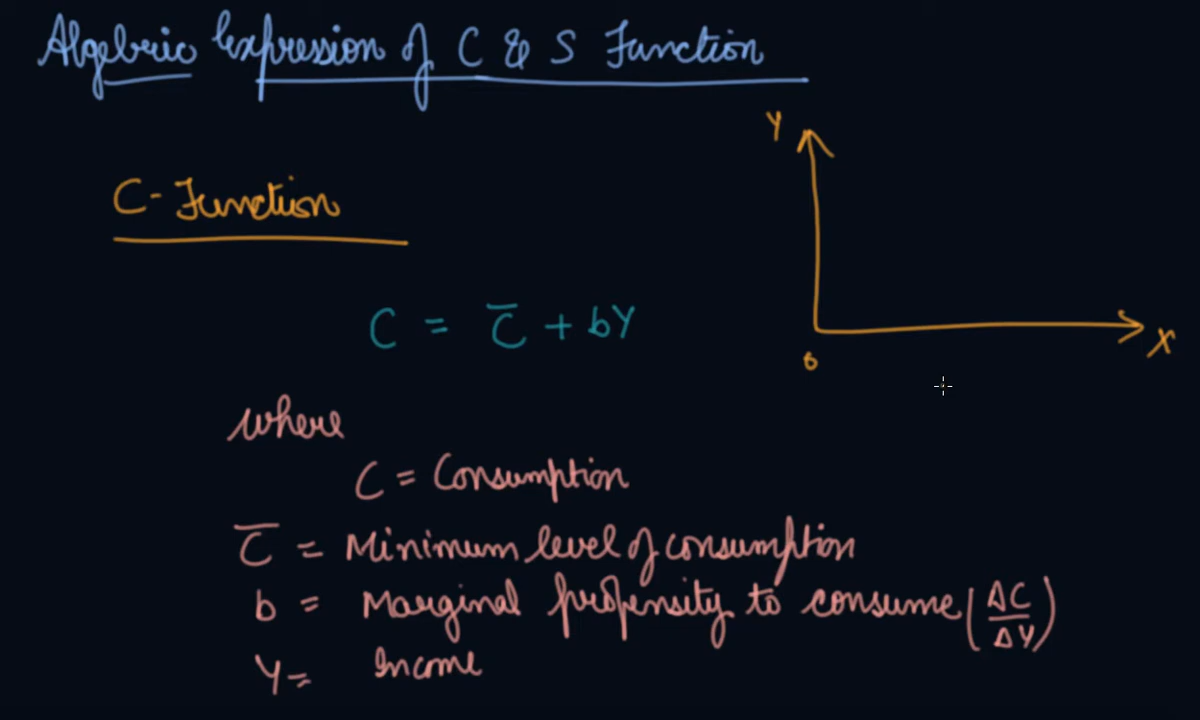 Algebric Expression of C & S Function
Y
C-Function
C = C̅ + bY
X
o
where
C = Consumption
C̅ = Minimum level of consumption
b = Marginal propensity to consume (ΔC/ΔY)
Y = Income